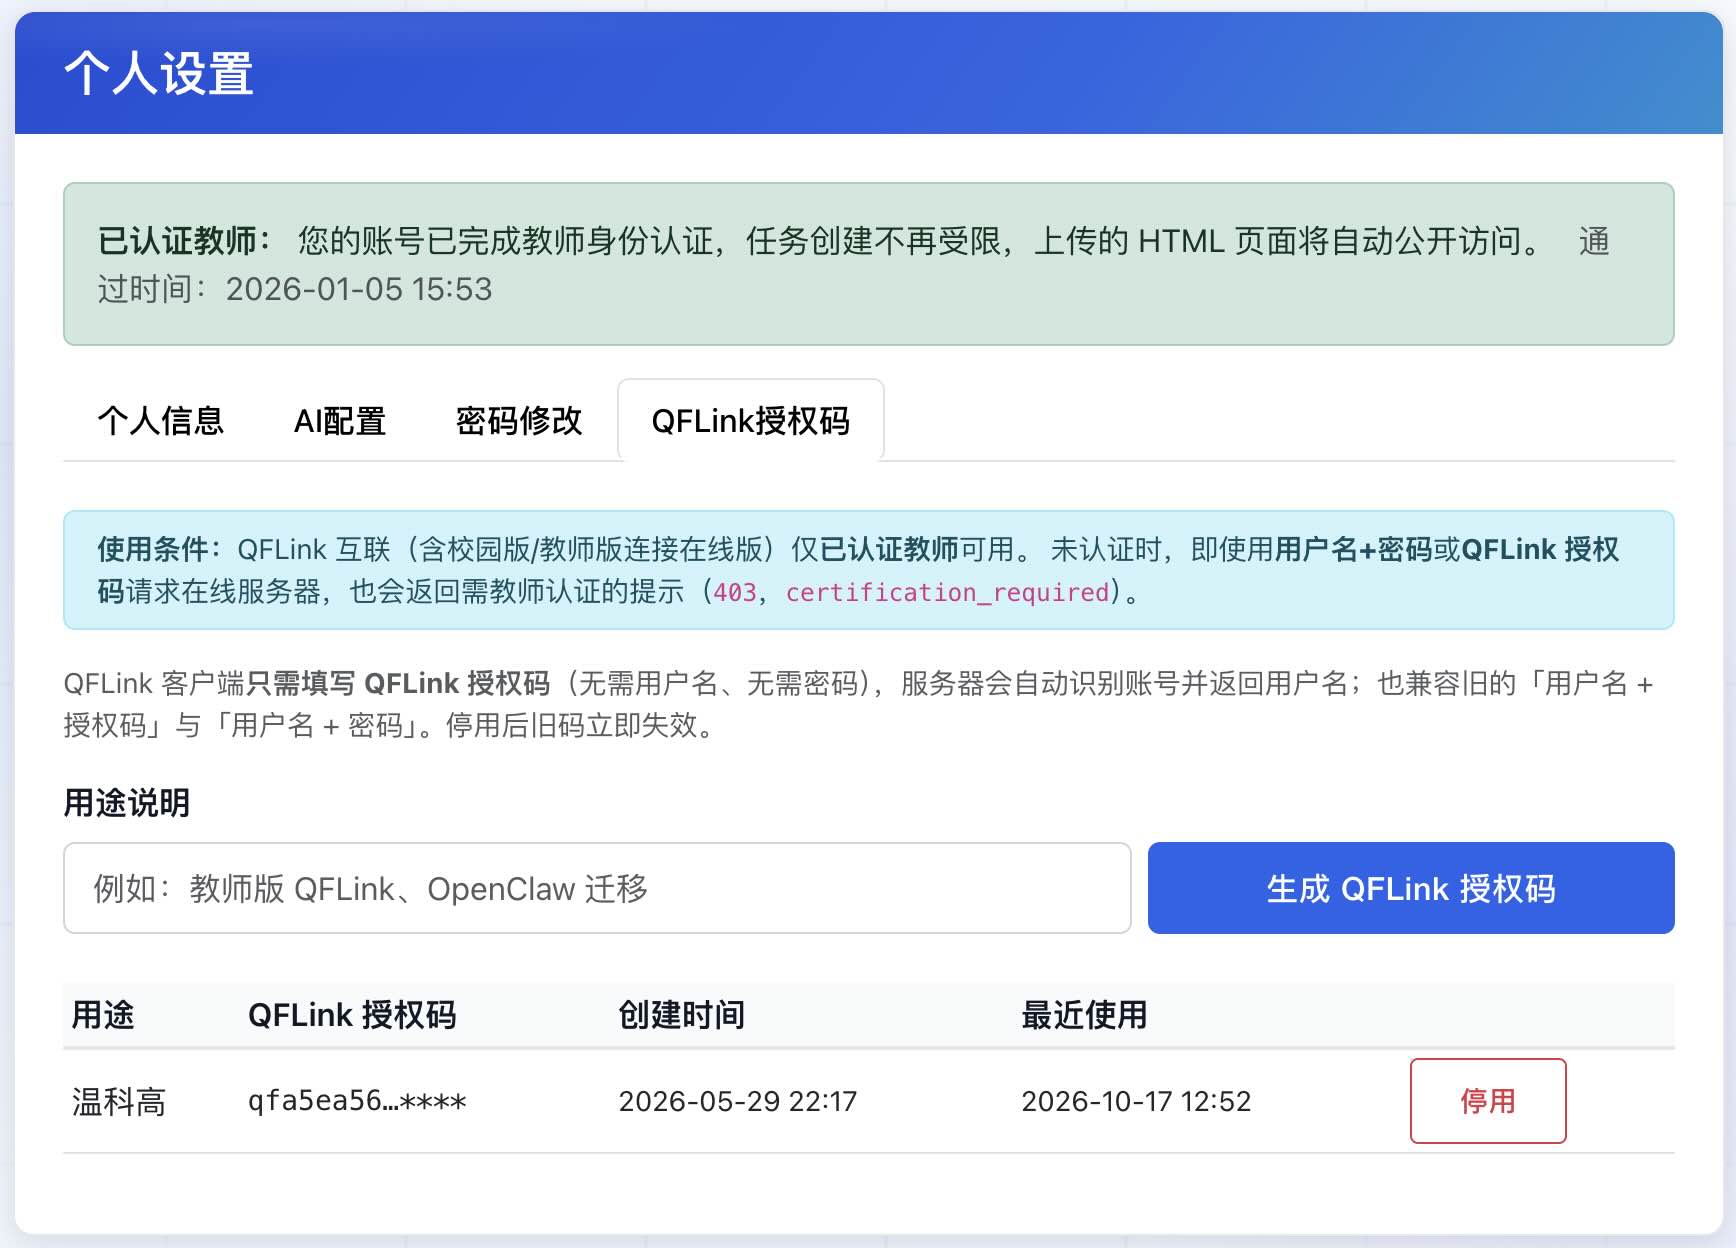 个人设置
已认证教师： 您的账号已完成教师身份认证，任务创建不再受限，上传的 HTML 页面将自动公开访问。 通
过时间：2026-01-05 15:53
个人信息 AI配置 密码修改 QFLink授权码
使用条件：QFLink 互联（含校园版/教师版连接在线版）仅已认证教师可用。 未认证时，即使用用户名+密码或QFLink 授权
码请求在线服务器，也会返回需教师认证的提示（403，certification_required）。
QFLink 客户端只需填写 QFLink 授权码（无需用户名、无需密码），服务器会自动识别账号并返回用户名；也兼容旧的「用户名 +
授权码」与「用户名 + 密码」。停用后旧码立即失效。
用途说明
例如：教师版 QFLink、OpenClaw 迁移
生成 QFLink 授权码
用途 QFLink 授权码 创建时间 最近使用
温科高 qfa5ea56…**** 2026-05-29 22:17 2026-10-17 12:52 停用